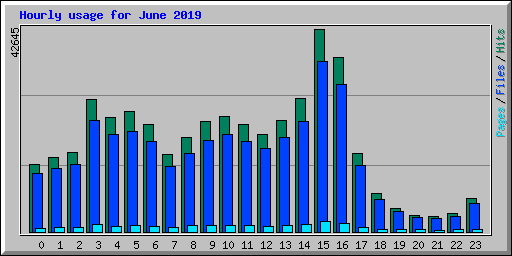 Hourly usage for June 2019
42645
Pages/Files/Hits
0 1 2 3 4 5 6 7 8 9 10 11 12 13 14 15 16 17 18 19 20 21 22 23